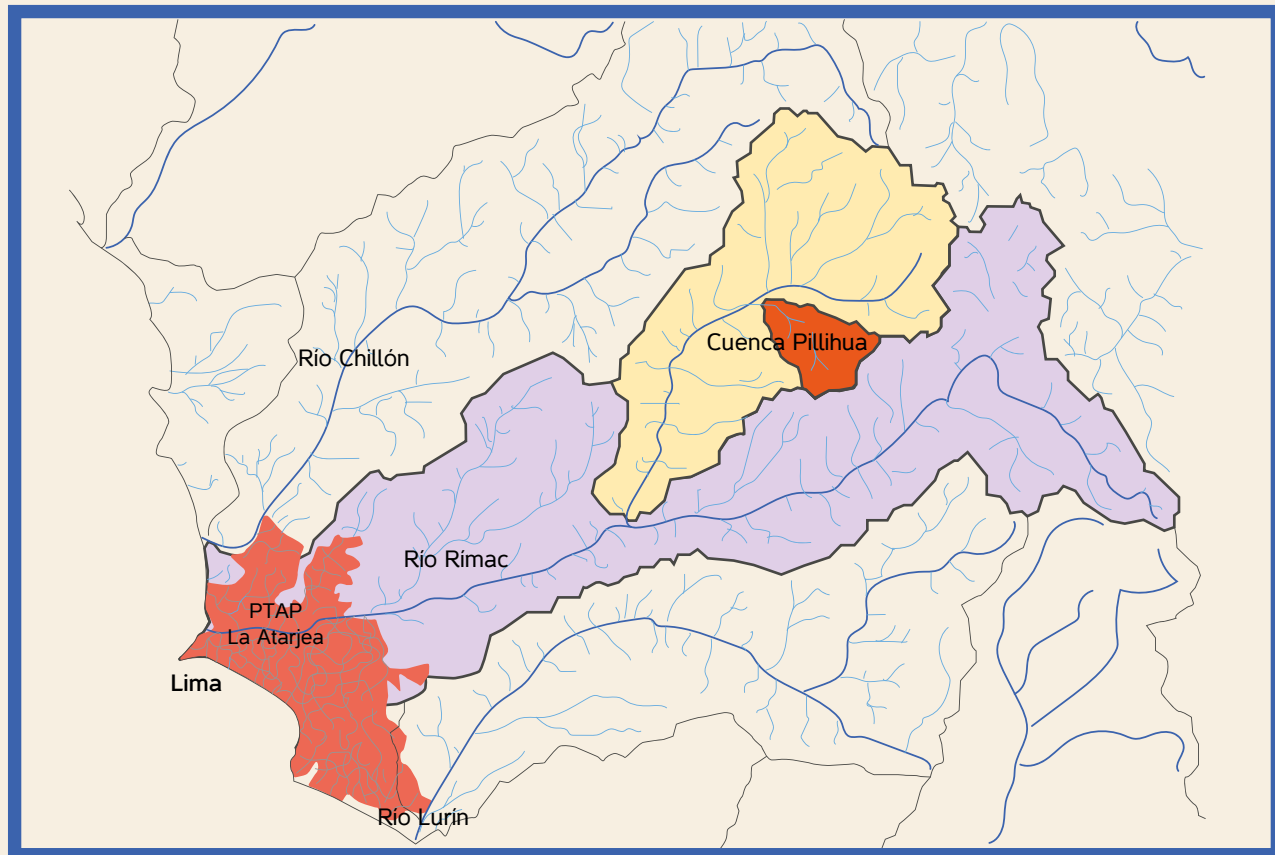 Cuenca Pillihua
Río Chillón
Río Rímac
PTAP
La Atarjea
Lima
Río Lurín